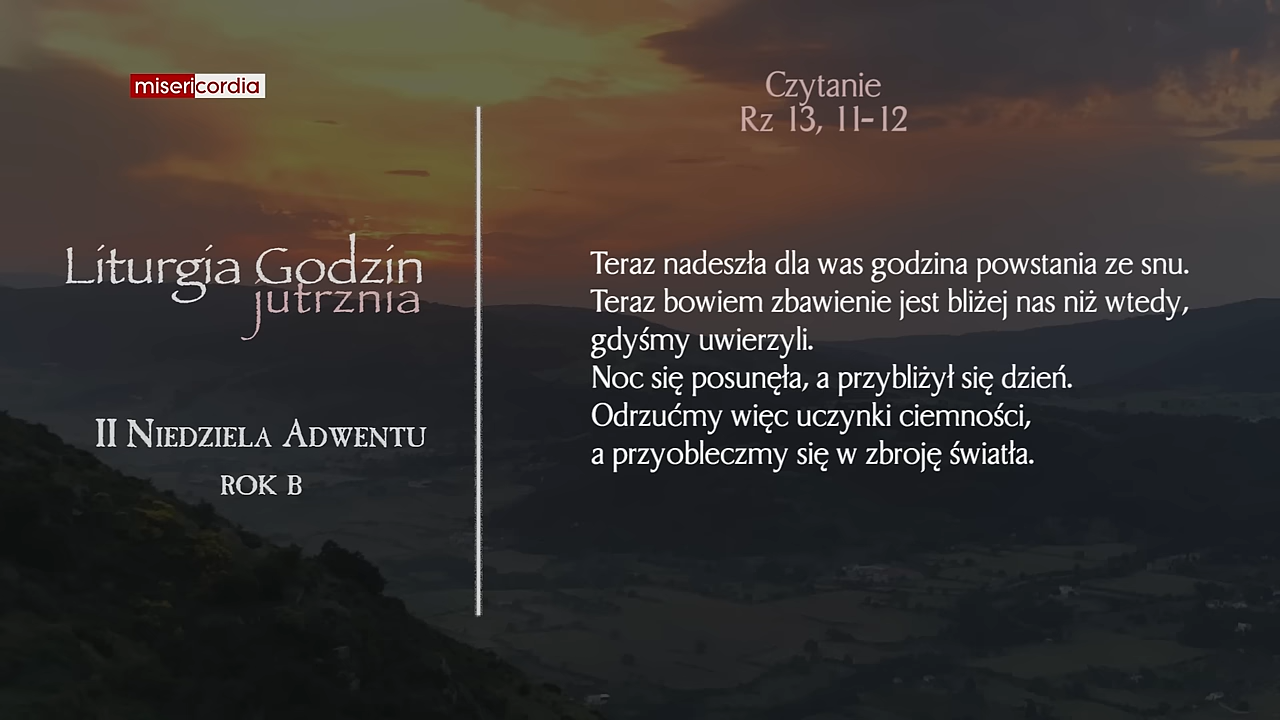 misericordia
Czytanie
Rz 13, 11-12
Liturgia Godzin
jutrznia
II Niedziela Adwentu
rok B
Teraz nadeszła dla was godzina powstania ze snu.
Teraz bowiem zbawienie jest bliżej nas niż wtedy,
gdyśmy uwierzyli.
Noc się posunęła, a przybliżył się dzień.
Odrzućmy więc uczynki ciemności,
a przyobleczmy się w zbroję światła.